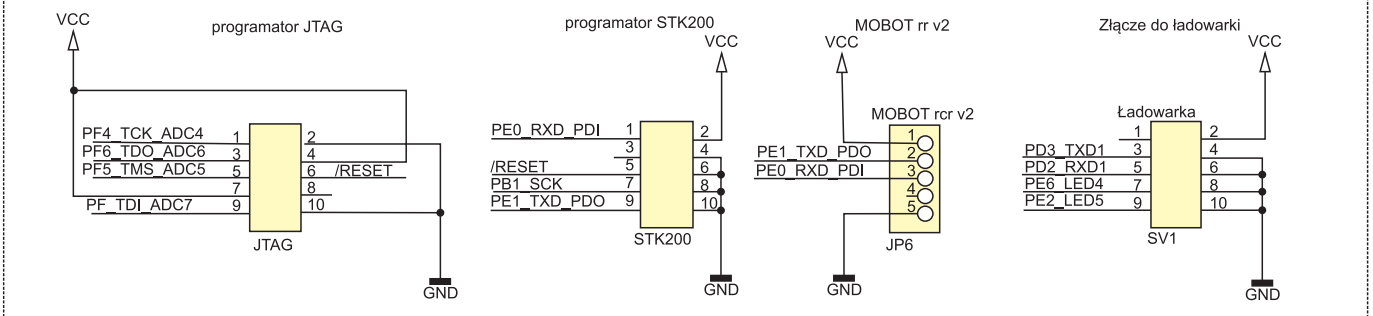 VCC
programator JTAG
PF4_TCK_ADC4 1 2
PF6_TDO_ADC6 3 4
PF5_TMS_ADC5 5 6 /RESET
7 8
PF_TDI_ADC7 9 10
JTAG
GND
programator STK200
VCC
PE0_RXD_PDI 1 2
3 4
/RESET 5 6
PB1_SCK 7 8
PE1_TXD_PDO 9 10
STK200
GND
MOBOT rr v2
VCC
MOBOT rcr v2
1
PE1_TXD_PDO 2
PE0_RXD_PDI 3
4
5
JP6
GND
Złącze do ładowarki
VCC
Ładowarka
1 2
PD3_TXD1 3 4
PD2_RXD1 5 6
PE6_LED4 7 8
PE2_LED5 9 10
SV1
GND